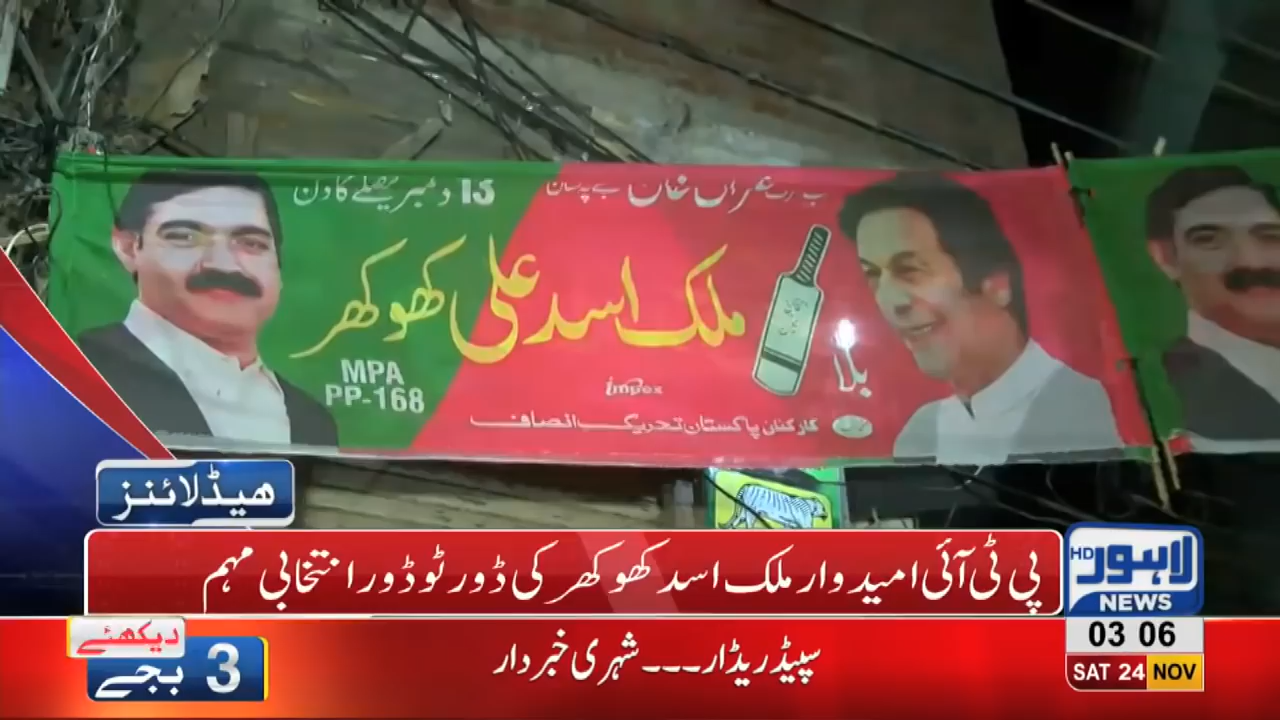 13 دسمبر فیصلے کا دن
عمران خان
ملک اسد علی کھوکھر
MPA
PP-168
بلا
impex
کارکنان پاکستان تحریک انصاف
ہیڈلائنز
پی ٹی آئی امیدوار ملک اسد کھوکھر کی ڈور ٹو ڈور انتخابی مہم
HD لاہور
NEWS
دیکھئے
3 بجے
سپیڈ ریڈار۔۔۔شہری خبردار
03 06
SAT 24 NOV